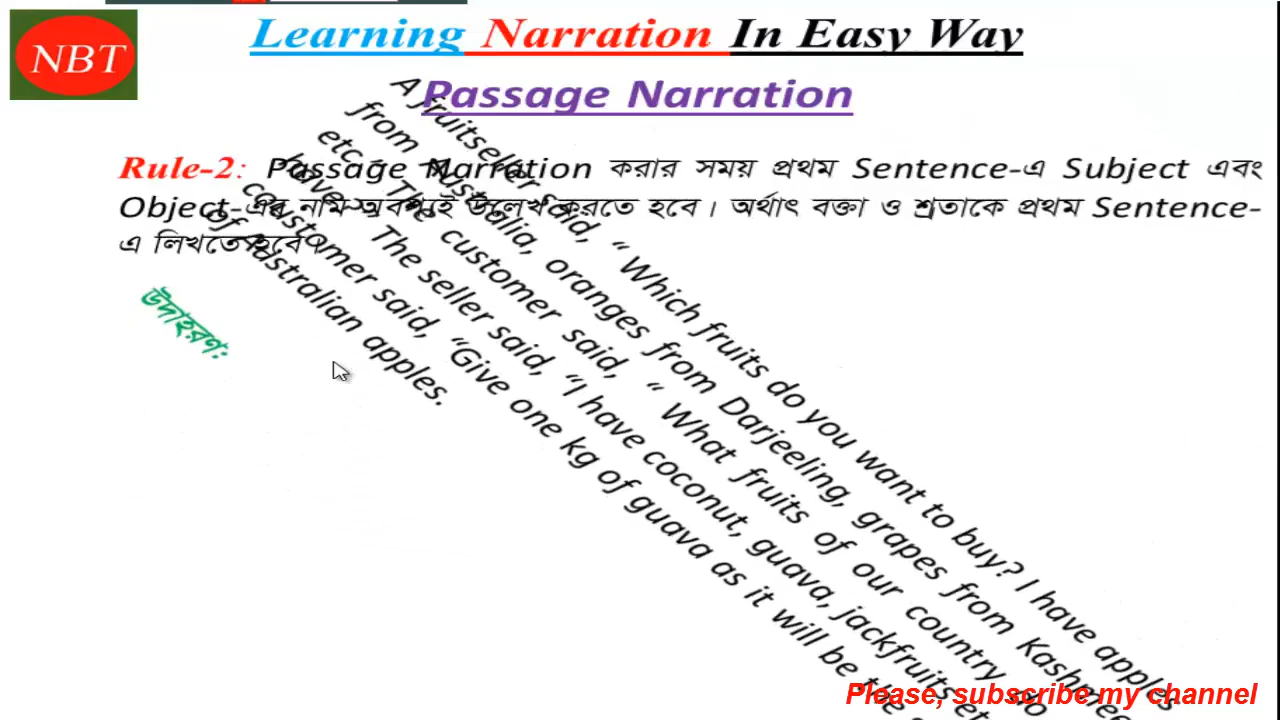 NBT
Learning Narration In Easy Way
Passage Narration
Rule-2: Passage Narration করার সময় প্রথম Sentence-এ Subject এবং
Object-এর নাম অবশ্যই উল্লেখ করতে হবে। অর্থাৎ বক্তা ও শ্রতাকে প্রথম Sentence-
এ লিখতে হবে।
উদাহরণ:
A fruitseller said, “ Which fruits do you want to buy? I have apples
from Australia, oranges from Darjeeling, grapes from
etc.” The customer said, “ What fruits of our country do
have The seller said, “I have coconut, guava, jackfruits
customer said, “Give one kg of guava as it will be the
of Australian apples.
Please, subscribe my channel